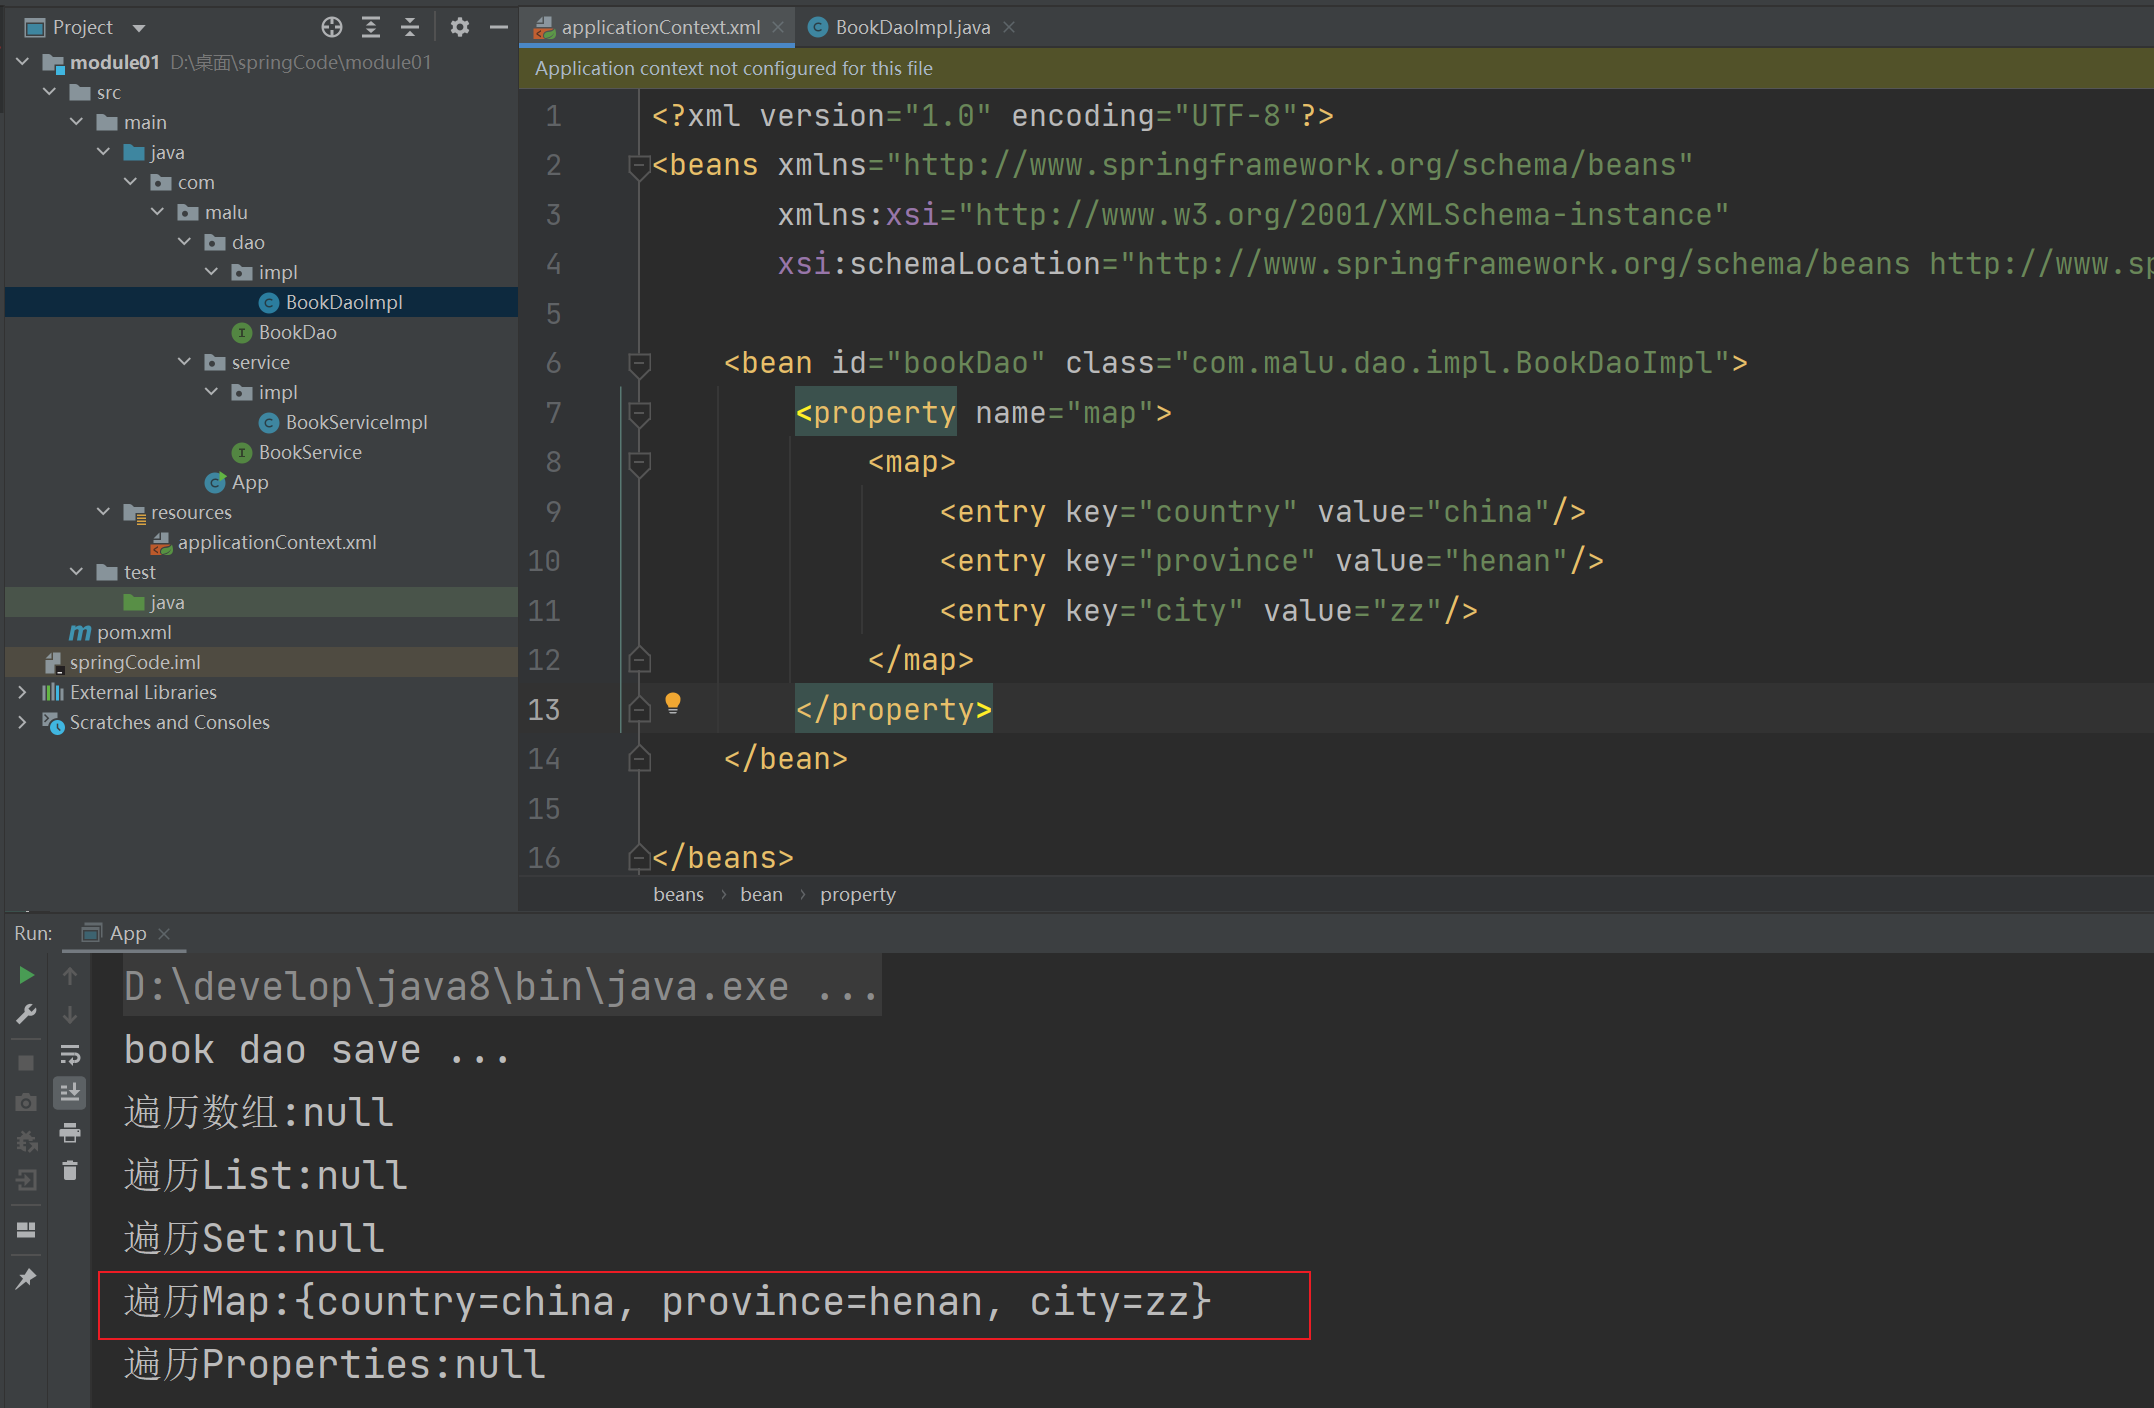 Project
module01 D:\桌面\springCode\module01
src
main
java
com
malu
dao
impl
BookDaoImpl
BookDao
service
impl
BookServiceImpl
BookService
App
resources
applicationContext.xml
test
java
pom.xml
springCode.iml
External Libraries
Scratches and Consoles
applicationContext.xml
BookDaoImpl.java
Application context not configured for this file
1 <?xml version="1.0" encoding="UTF-8"?>
2 <beans xmlns="http://www.springframework.org/schema/beans"
3 xmlns:xsi="http://www.w3.org/2001/XMLSchema-instance"
4 xsi:schemaLocation="http://www.springframework.org/schema/beans http://www.sp
5
6 <bean id="bookDao" class="com.malu.dao.impl.BookDaoImpl">
7 <property name="map">
8 <map>
9 <entry key="country" value="china"/>
10 <entry key="province" value="henan"/>
11 <entry key="city" value="zz"/>
12 </map>
13 </property>
14 </bean>
15
16 </beans>
beans › bean › property
Run: App
D:\develop\java8\bin\java.exe ...
book dao save ...
遍历数组:null
遍历List:null
遍历Set:null
遍历Map:{country=china, province=henan, city=zz}
遍历Properties:null